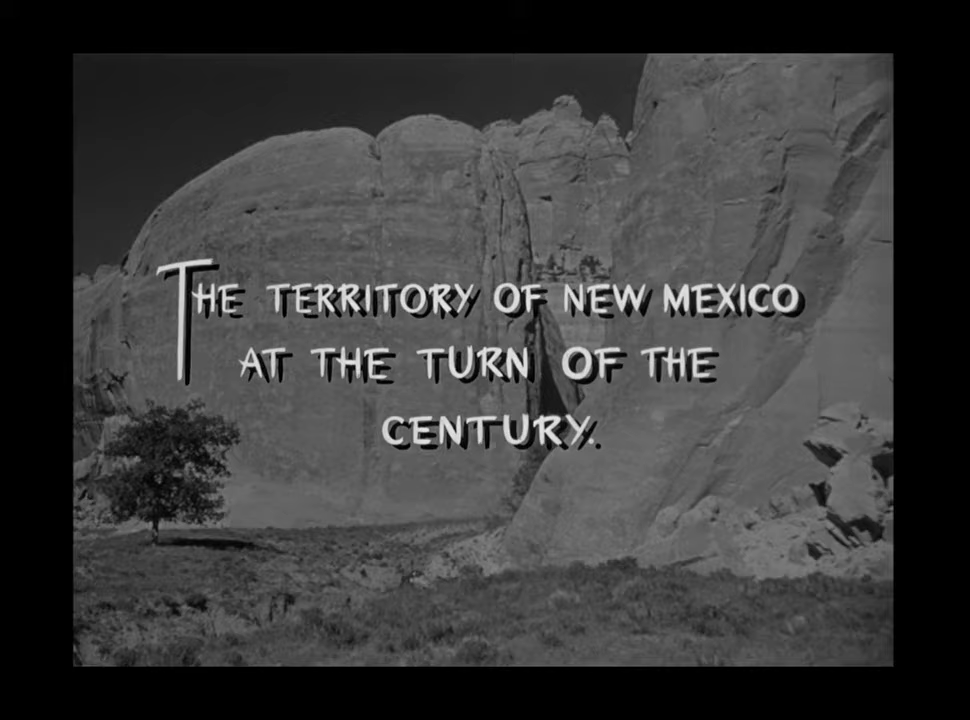 THE TERRITORY OF NEW MEXICO
AT THE TURN OF THE
CENTURY.